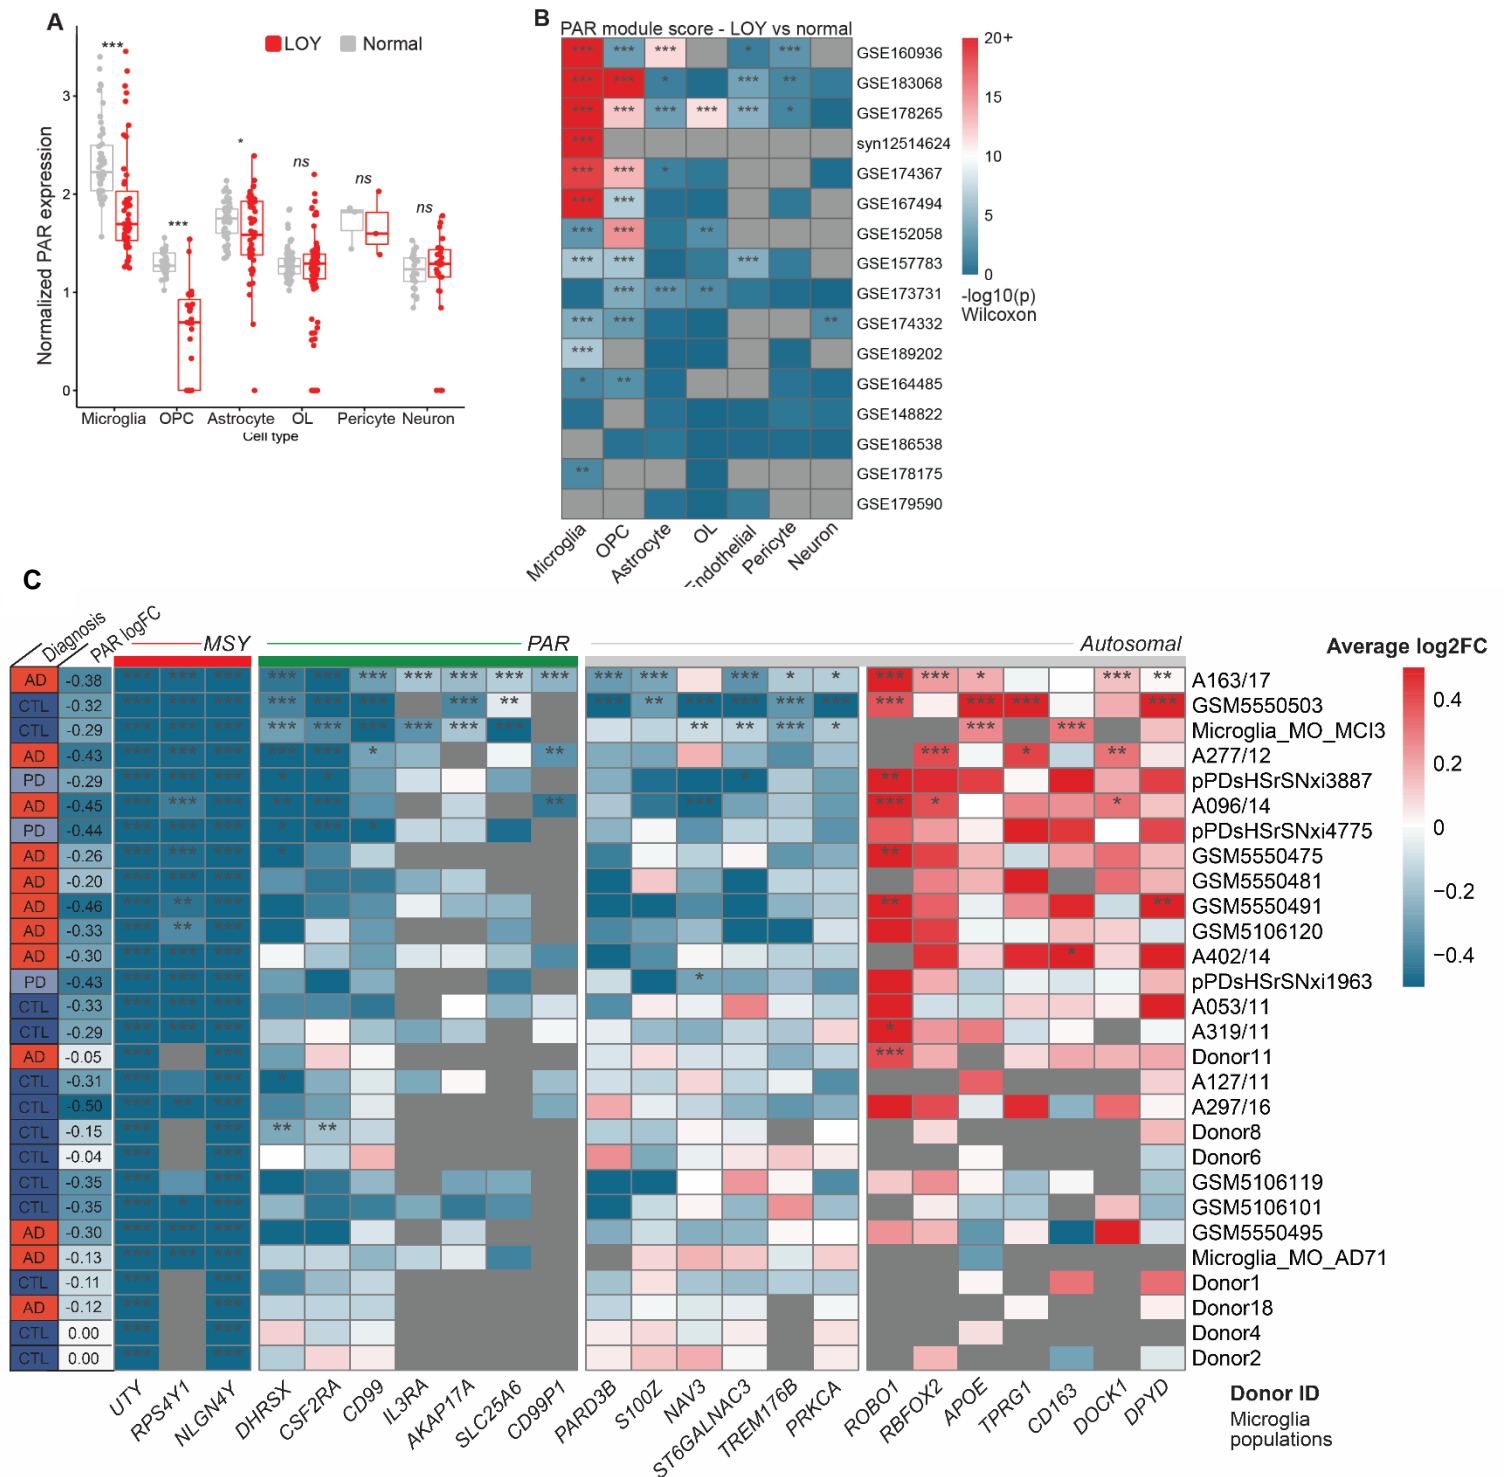 A
LOY Normal
Normalized PAR expression
3
2
1
0
***
***
*
ns
ns
ns
Microglia OPC Astrocyte OL Pericyte Neuron
Cell type
B
PAR module score - LOY vs normal
*** *** *** * *** GSE160936
*** *** * *** ** GSE183068
*** *** *** *** *** * GSE178265
*** syn12514624
*** *** * GSE174367
*** *** GSE167494
*** *** ** GSE152058
*** *** *** GSE157783
*** *** ** GSE173731
*** *** ** GSE174332
*** GSE189202
* ** GSE164485
GSE148822
GSE186538
** GSE178175
GSE179590
Microglia OPC Astrocyte OL Endothelial Pericyte Neuron
20+
15
10
5
0
-log10(p)
Wilcoxon
C
Diagnosis PAR logFC MSY PAR Autosomal
AD -0.38 *** *** *** *** *** *** *** *** *** *** *** *** *** * * *** *** * *** ** A163/17
CTL -0.32 *** *** *** *** *** ** *** ** *** *** *** *** *** *** *** *** GSM5550503
CTL -0.29 *** *** *** *** *** *** *** *** *** ** ** *** * *** *** Microglia_MO_MCI3
AD -0.43 *** *** *** *** *** * ** *** * ** A277/12
PD -0.29 *** *** *** * * * ** pPDsHSrSNxi3887
AD -0.45 *** *** *** ** *** ** *** *** * * A096/14
PD -0.44 *** *** *** * *** * pPDsHSrSNxi4775
AD -0.26 *** *** *** * ** GSM5550475
AD -0.20 *** *** *** GSM5550481
AD -0.46 *** ** *** ** ** GSM5550491
AD -0.33 *** ** *** GSM5106120
AD -0.30 *** *** *** * A402/14
PD -0.43 *** *** *** * pPDsHSrSNxi1963
CTL -0.33 *** *** *** A053/11
CTL -0.29 *** *** *** * A319/11
AD -0.05 *** *** *** Donor11
CTL -0.31 *** *** * A127/11
CTL -0.50 *** ** *** A297/16
CTL -0.15 *** *** ** ** Donor8
CTL -0.04 *** *** Donor6
CTL -0.35 *** *** GSM5106119
CTL -0.35 *** * *** GSM5106101
AD -0.30 *** *** *** GSM5550495
AD -0.13 *** *** *** Microglia_MO_AD71
CTL -0.11 *** *** Donor1
AD -0.12 *** *** Donor18
CTL 0.00 *** *** Donor4
CTL 0.00 *** *** Donor2
UTY RPS4Y1 NLGN4Y DHRSX CSF2RA CD99 IL3RA AKAP17A SLC25A6 CD99P1 PARD3B S100Z NAV3 ST6GALNAC3 TREM176B PRKCA ROBO1 RBFOX2 APOE TPRG1 CD163 DOCK1 DPYD
Donor ID
Microglia
populations
Average log2FC
0.4
0.2
0
−0.2
−0.4